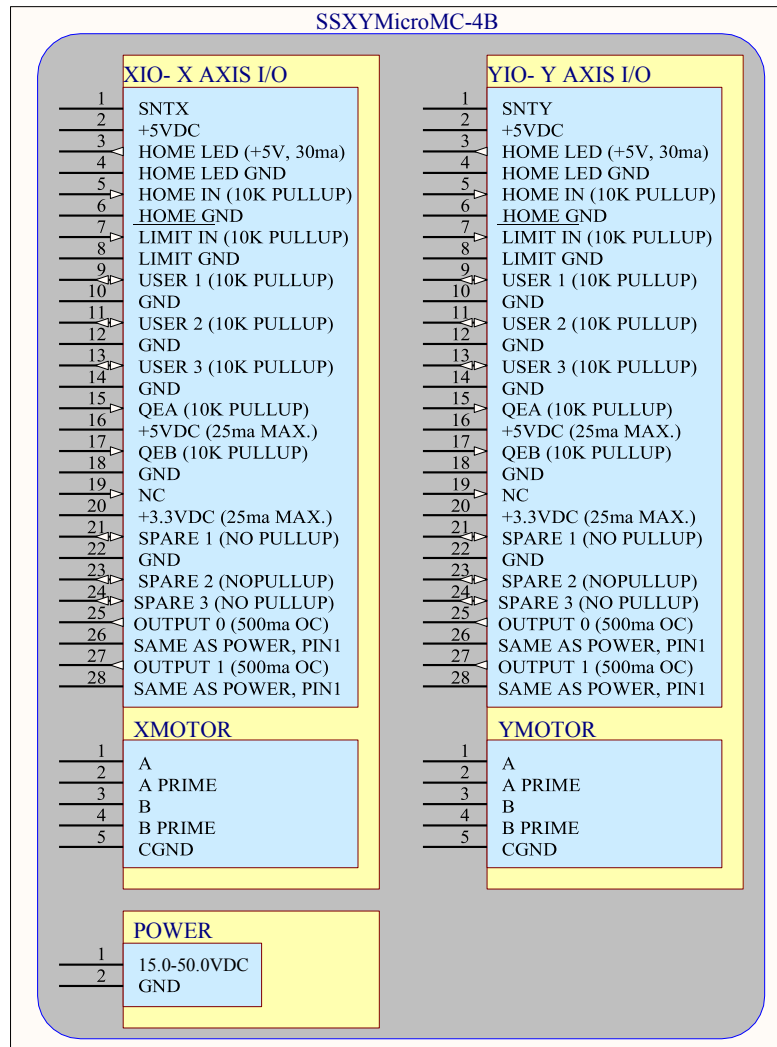 SSXYMicroMC-4B
XIO- X AXIS I/O
1 SNTX
2 +5VDC
3 HOME LED (+5V, 30ma)
4 HOME LED GND
5 HOME IN (10K PULLUP)
6 HOME GND
7 LIMIT IN (10K PULLUP)
8 LIMIT GND
9 USER 1 (10K PULLUP)
10 GND
11 USER 2 (10K PULLUP)
12 GND
13 USER 3 (10K PULLUP)
14 GND
15 QEA (10K PULLUP)
16 +5VDC (25ma MAX.)
17 QEB (10K PULLUP)
18 GND
19 NC
20 +3.3VDC (25ma MAX.)
21 SPARE 1 (NO PULLUP)
22 GND
23 SPARE 2 (NOPULLUP)
24 SPARE 3 (NO PULLUP)
25 OUTPUT 0 (500ma OC)
26 SAME AS POWER, PIN1
27 OUTPUT 1 (500ma OC)
28 SAME AS POWER, PIN1
XMOTOR
1 A
2 A PRIME
3 B
4 B PRIME
5 CGND
POWER
1 15.0-50.0VDC
2 GND
YIO- Y AXIS I/O
1 SNTY
2 +5VDC
3 HOME LED (+5V, 30ma)
4 HOME LED GND
5 HOME IN (10K PULLUP)
6 HOME GND
7 LIMIT IN (10K PULLUP)
8 LIMIT GND
9 USER 1 (10K PULLUP)
10 GND
11 USER 2 (10K PULLUP)
12 GND
13 USER 3 (10K PULLUP)
14 GND
15 QEA (10K PULLUP)
16 +5VDC (25ma MAX.)
17 QEB (10K PULLUP)
18 GND
19 NC
20 +3.3VDC (25ma MAX.)
21 SPARE 1 (NO PULLUP)
22 GND
23 SPARE 2 (NOPULLUP)
24 SPARE 3 (NO PULLUP)
25 OUTPUT 0 (500ma OC)
26 SAME AS POWER, PIN1
27 OUTPUT 1 (500ma OC)
28 SAME AS POWER, PIN1
YMOTOR
1 A
2 A PRIME
3 B
4 B PRIME
5 CGND